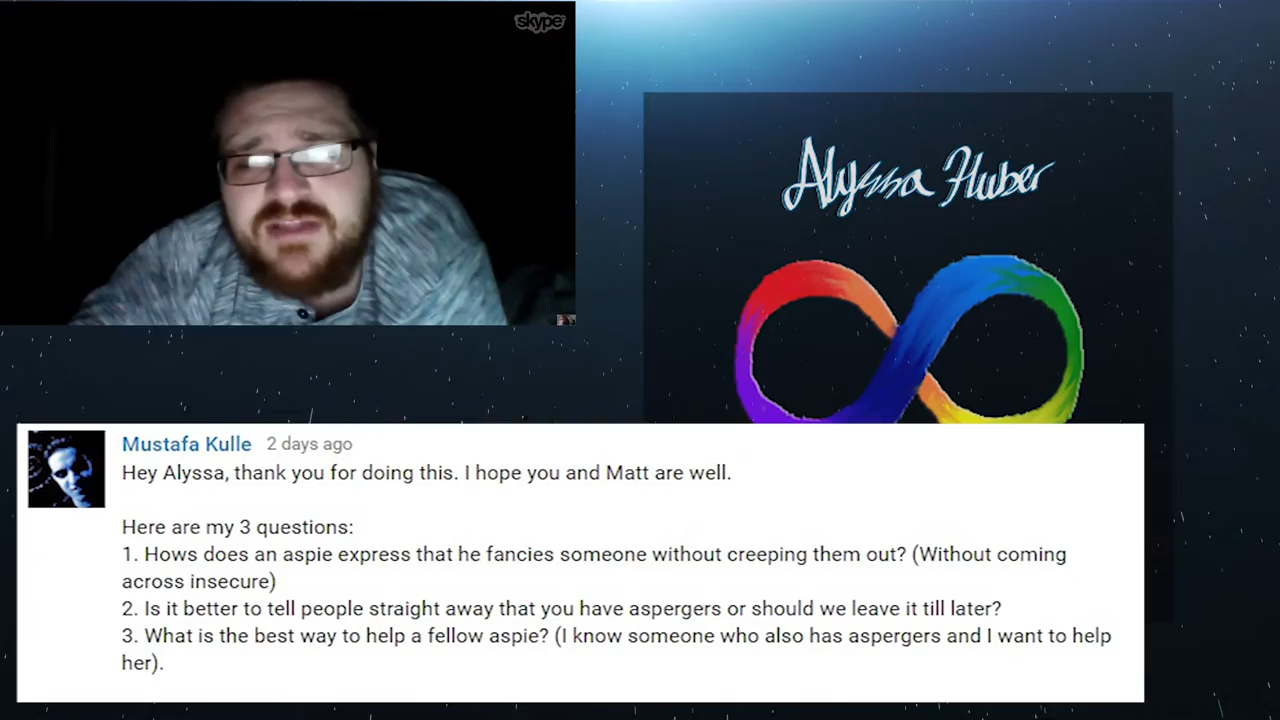 skype
Alyssa Huber
Mustafa Kulle 2 days ago
Hey Alyssa, thank you for doing this. I hope you and Matt are well.
Here are my 3 questions:
1. Hows does an aspie express that he fancies someone without creeping them out? (Without coming
across insecure)
2. Is it better to tell people straight away that you have aspergers or should we leave it till later?
3. What is the best way to help a fellow aspie? (I know someone who also has aspergers and I want to help
her).